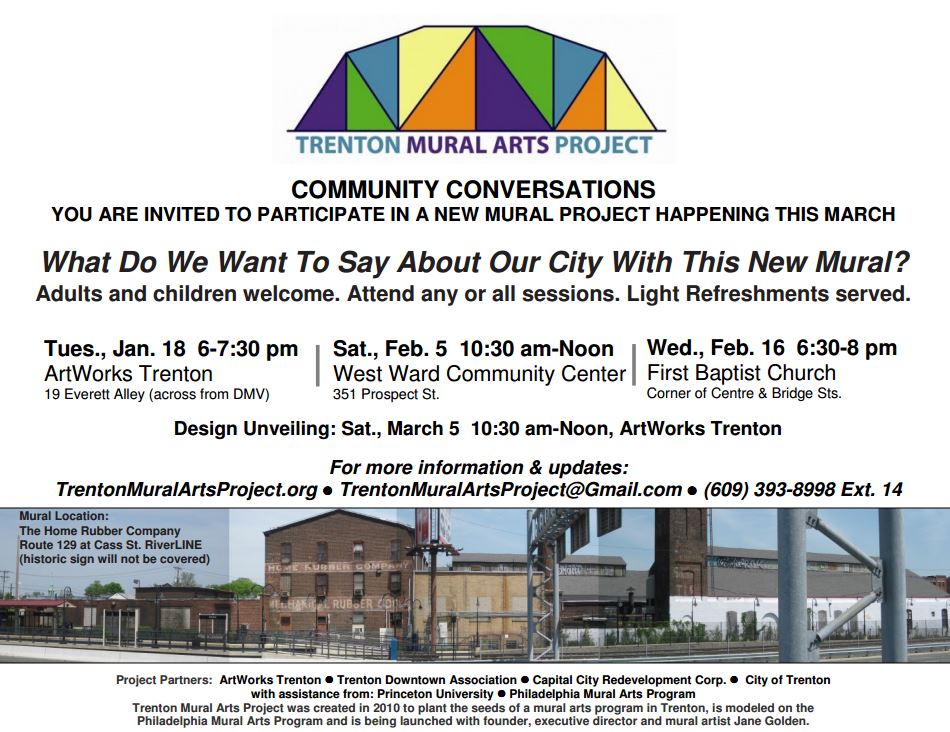 TRENTON MURAL ARTS PROJECT
COMMUNITY CONVERSATIONS
YOU ARE INVITED TO PARTICIPATE IN A NEW MURAL PROJECT HAPPENING THIS MARCH
What Do We Want To Say About Our City With This New Mural?
Adults and children welcome. Attend any or all sessions. Light Refreshments served.
Tues., Jan. 18 6-7:30 pm
ArtWorks Trenton
19 Everett Alley (across from DMV)
Sat., Feb. 5 10:30 am-Noon
West Ward Community Center
351 Prospect St.
Wed., Feb. 16 6:30-8 pm
First Baptist Church
Corner of Centre & Bridge Sts.
Design Unveiling: Sat., March 5 10:30 am-Noon, ArtWorks Trenton
For more information & updates:
TrentonMuralArtsProject.org ● TrentonMuralArtsProject@Gmail.com ● (609) 393-8998 Ext. 14
Mural Location:
The Home Rubber Company
Route 129 at Cass St. RiverLINE
(historic sign will not be covered)
HOME RUBBER COMPANY
MECHANICAL RUBBER
Project Partners: ArtWorks Trenton ● Trenton Downtown Association ● Capital City Redevelopment Corp. ● City of Trenton
with assistance from: Princeton University ● Philadelphia Mural Arts Program
Trenton Mural Arts Project was created in 2010 to plant the seeds of a mural arts program in Trenton, is modeled on the
Philadelphia Mural Arts Program and is being launched with founder, executive director and mural artist Jane Golden.